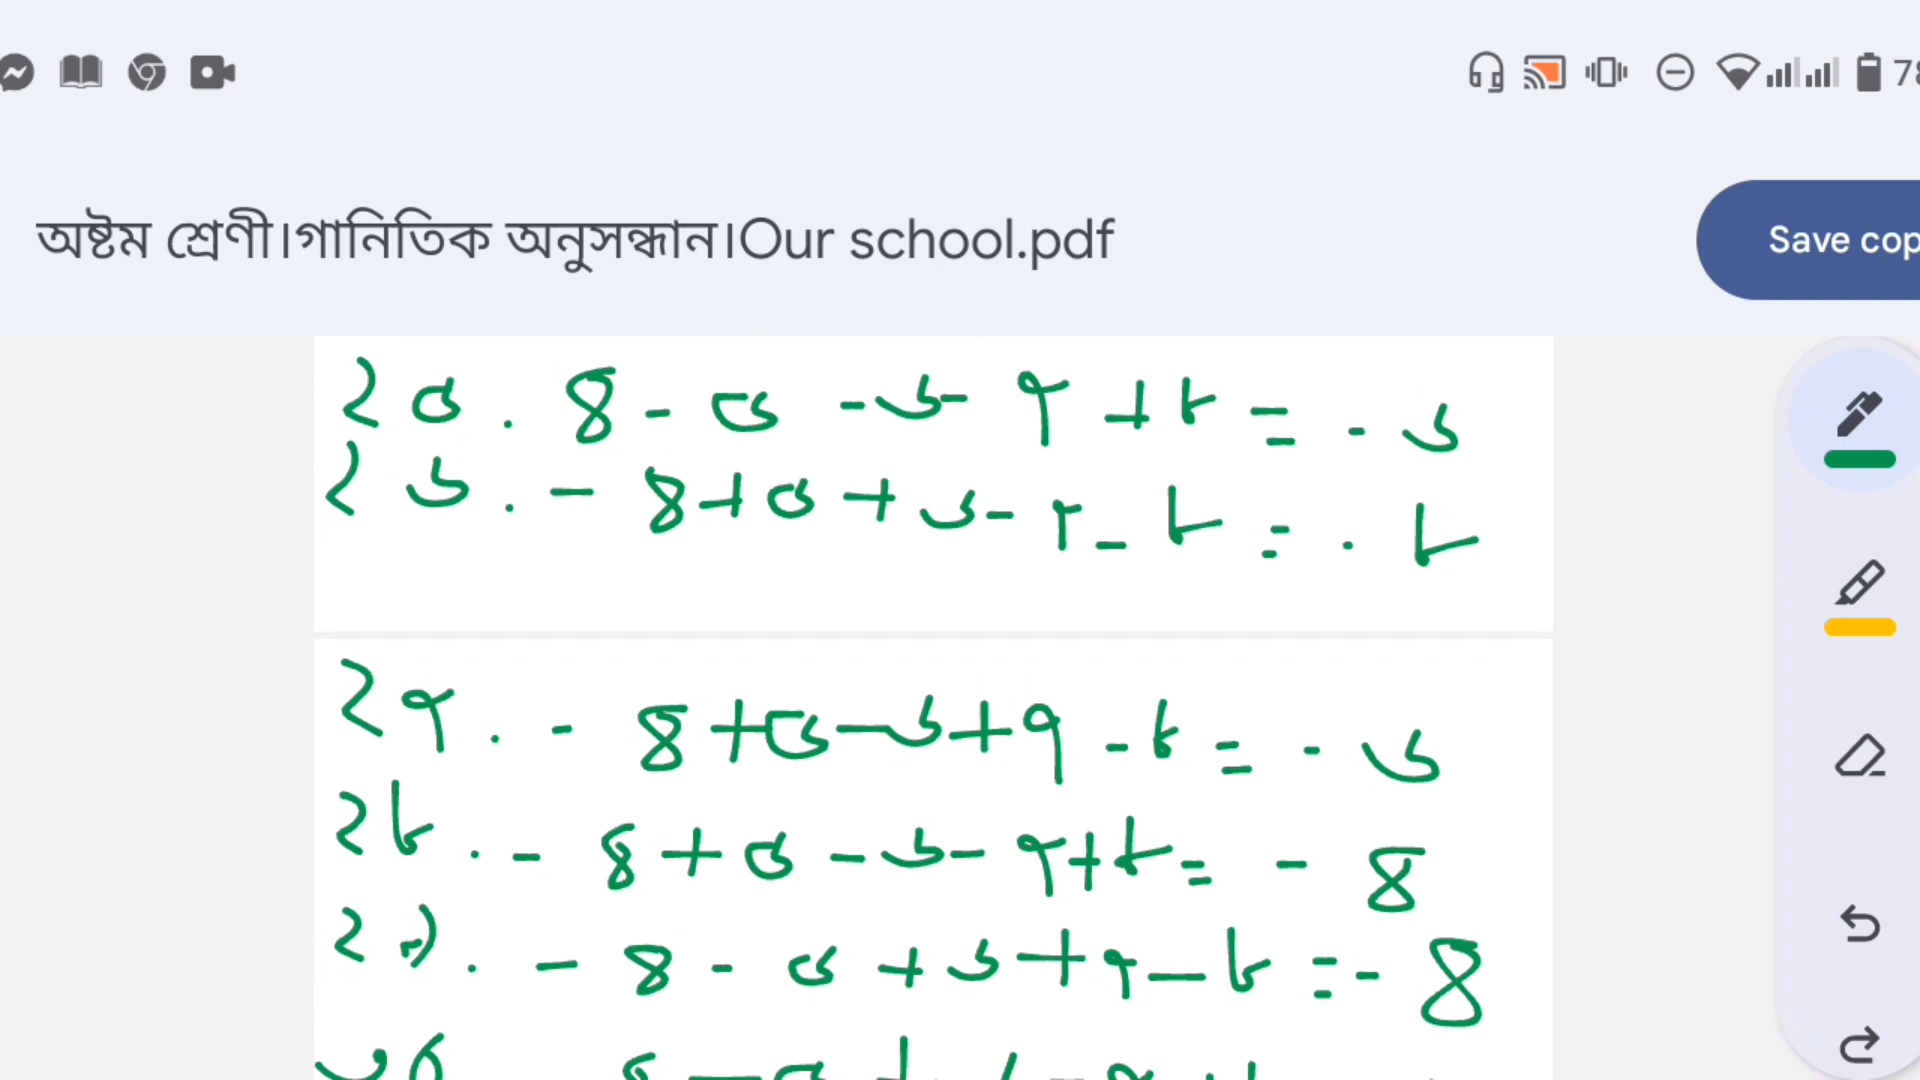 78
অষ্টম শ্রেণী।গানিতিক অনুসন্ধান।Our school.pdf
Save cop
২৫. ৪ - ৫ - ৬ - ৭ + ৮ = - ৬
২৬. - ৪ + ৫ + ৬ - ৭ - ৮ = - ৮
২৭. - ৪ + ৫ - ৬ + ৭ - ৮ = - ৬
২৮. - ৪ + ৫ - ৬ - ৭ + ৮ = - ৪
২৯. - ৪ - ৫ + ৬ + ৭ - ৮ = - ৪